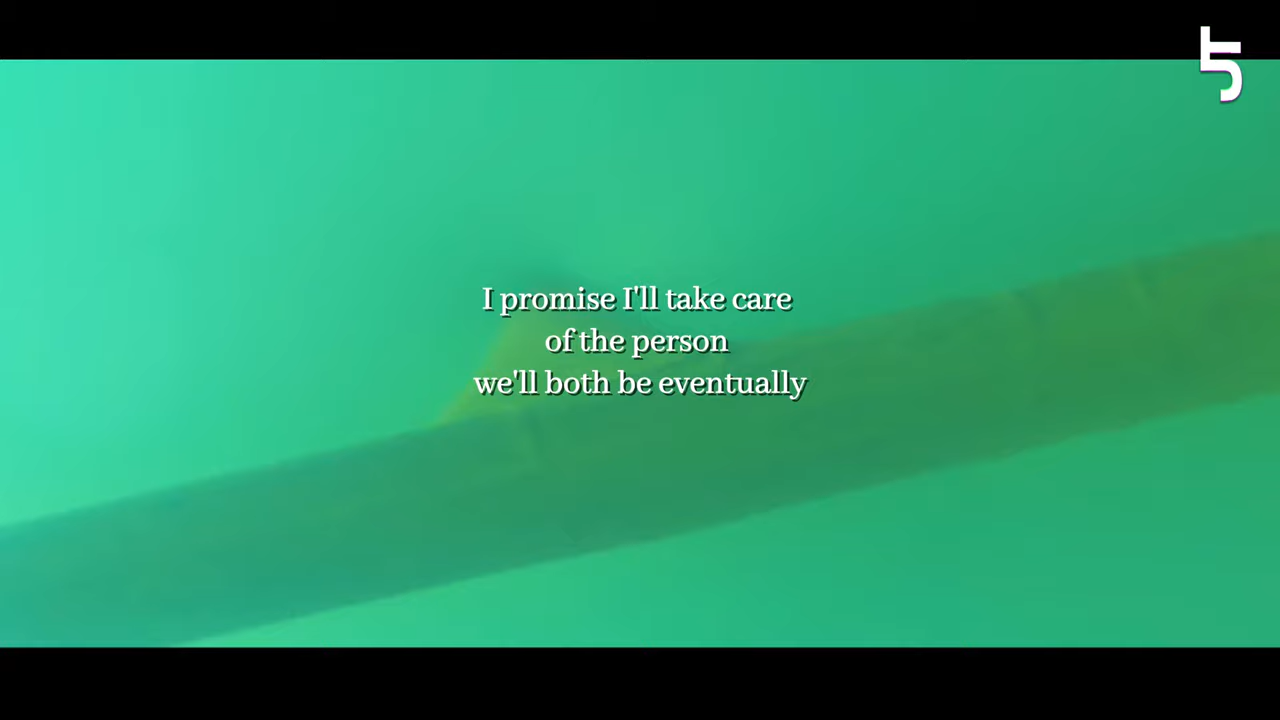 I promise I'll take care
of the person
we'll both be eventually